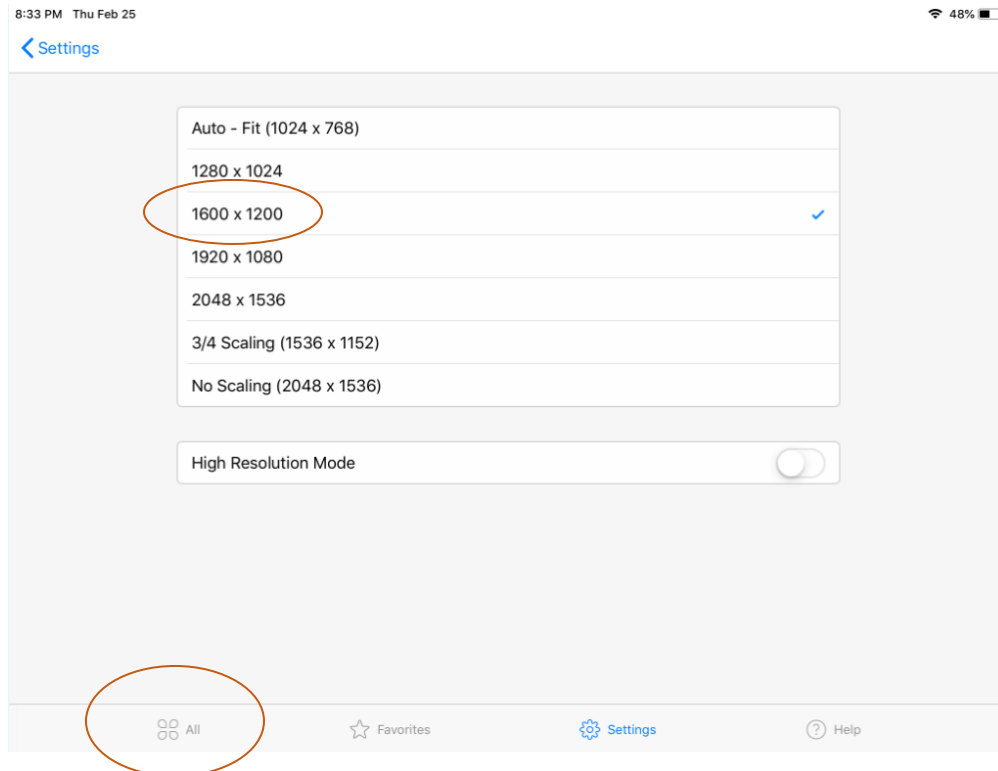 8:33 PM Thu Feb 25 48%
Settings
Auto - Fit (1024 x 768)
1280 x 1024
1600 x 1200
1920 x 1080
2048 x 1536
3/4 Scaling (1536 x 1152)
No Scaling (2048 x 1536)
High Resolution Mode
All Favorites Settings Help